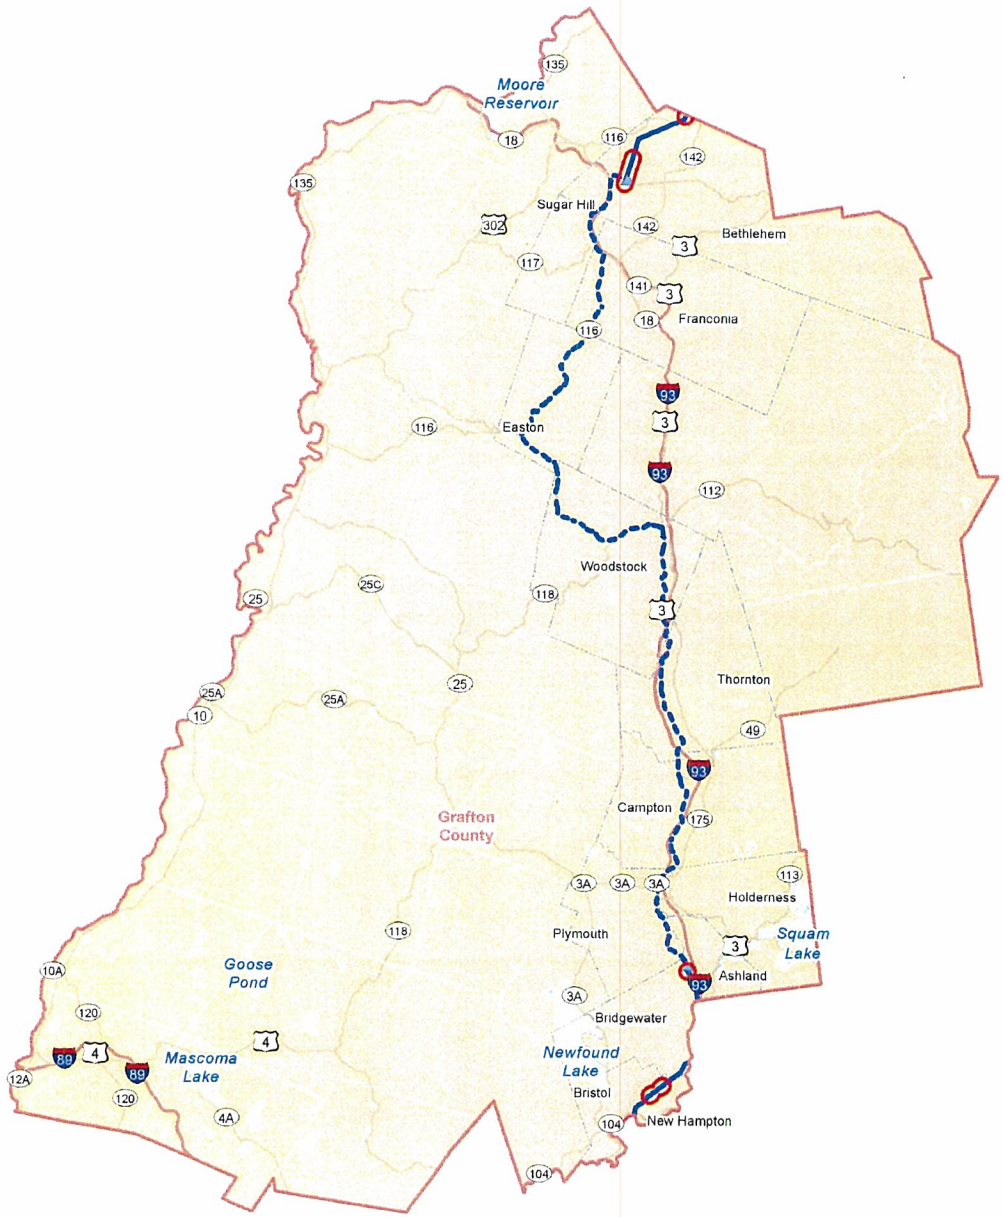 135
Moore
Reservoir
18
116
142
135
Sugar Hill
302
142
Bethlehem
3
117
141
3
18
Franconia
116
93
3
116
Easton
93
112
Woodstock
25C
118
25
3
Thornton
25
25A
25A
10
49
93
Campton
175
Grafton
County
113
3A
3A
3A
Holderness
118
Plymouth
3
Squam
Lake
10A
Goose
Pond
Ashland
93
3A
120
Bridgewater
4
4
89
Mascoma
Lake
89
Newfound
Lake
12A
120
Bristol
4A
104
New Hampton
104